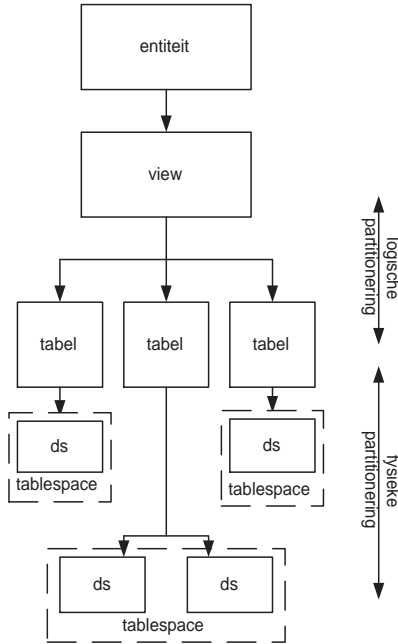 entiteit
view
logische
partitionering
tabel
tabel
tabel
ds
tablespace
ds
tablespace
fysieke
partitionering
ds
ds
tablespace